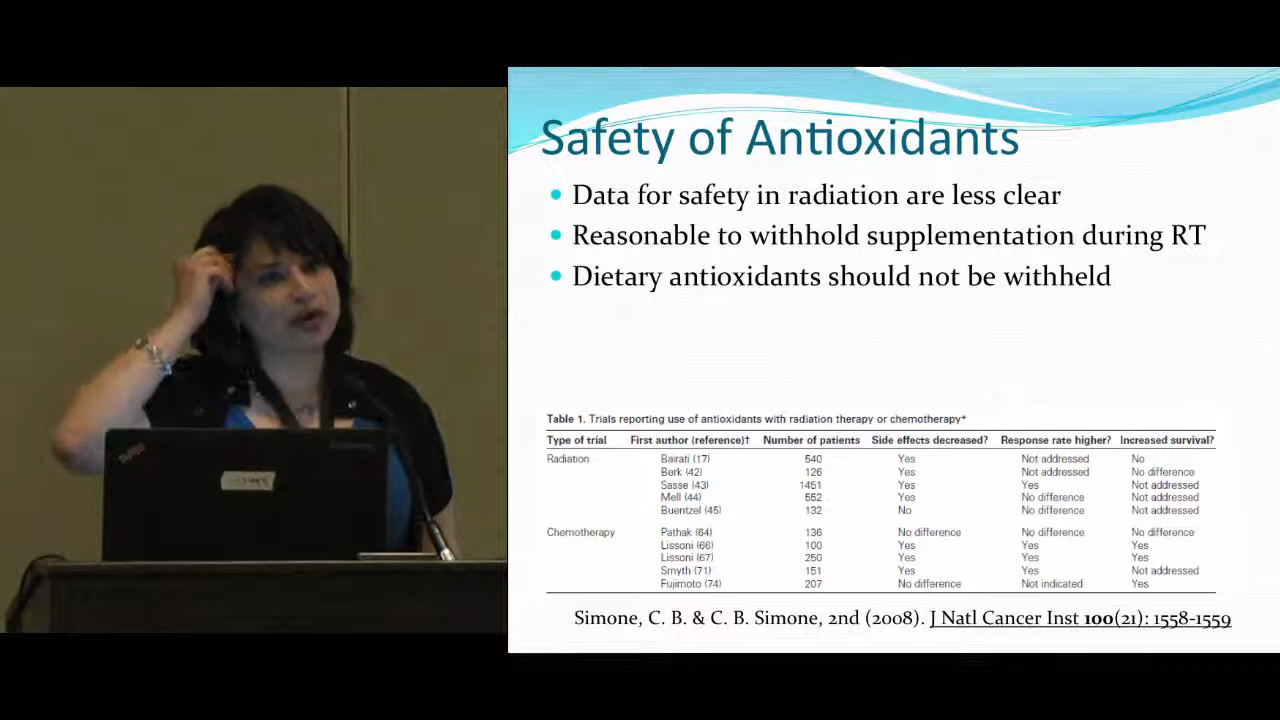 Safety of Antioxidants
• Data for safety in radiation are less clear
• Reasonable to withhold supplementation during RT
• Dietary antioxidants should not be withheld
Table 1. Trials reporting use of antioxidants with radiation therapy or chemotherapy*
Type of trial First author (reference)† Number of patients Side effects decreased? Response rate higher? Increased survival?
Radiation Bairati (17) 540 Yes Not addressed No
Berk (42) 126 Yes Not addressed No difference
Sasse (43) 1451 Yes Yes Not addressed
Mell (44) 552 Yes No difference Not addressed
Buentzel (45) 132 No No difference Not addressed
Chemotherapy Pathak (64) 136 No difference No difference No difference
Lissoni (66) 100 Yes Yes Yes
Lissoni (67) 250 Yes Yes Yes
Smyth (71) 151 Yes Yes Not addressed
Fujimoto (74) 207 No difference Not indicated Yes
Simone, C. B. & C. B. Simone, 2nd (2008). J Natl Cancer Inst 100(21): 1558-1559